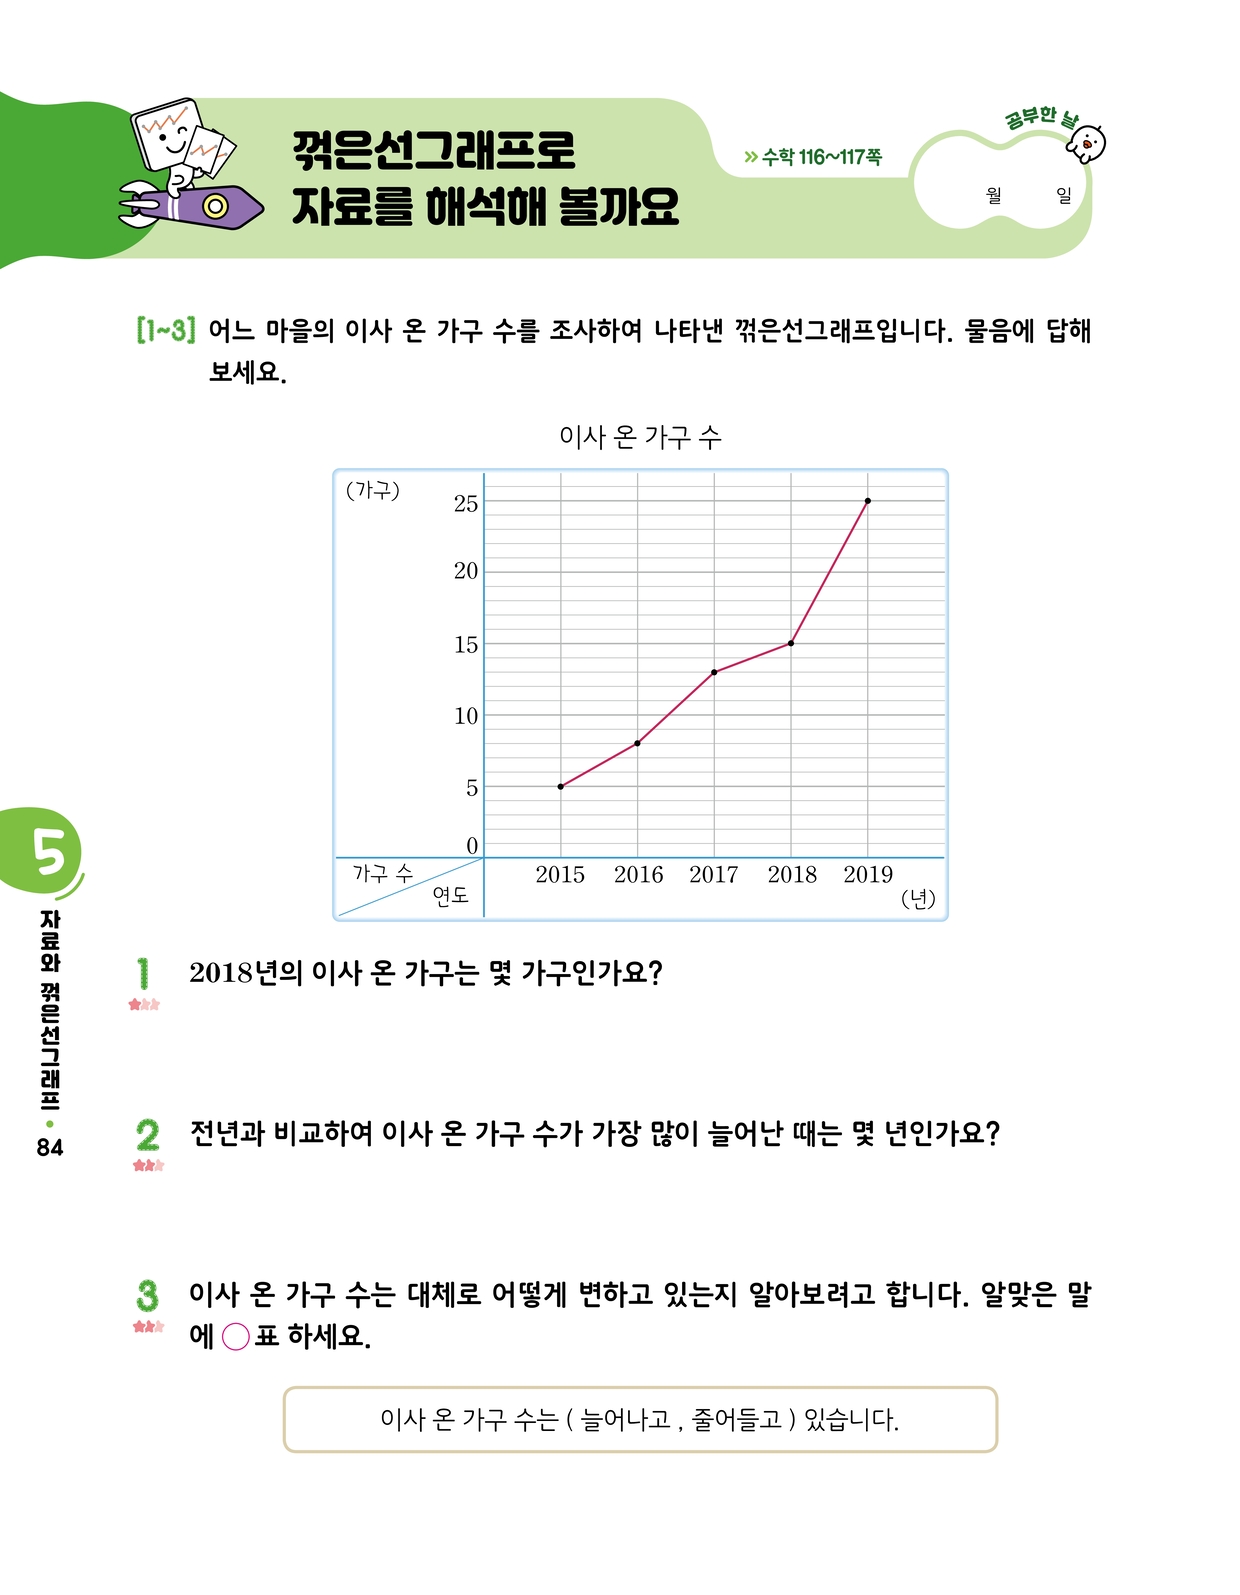 꺾은선그래프로
자료를 해석해 볼까요
» 수학 116~117쪽
공부한 날
월 일
[1~3] 어느 마을의 이사 온 가구 수를 조사하여 나타낸 꺾은선그래프입니다. 물음에 답해
보세요.
이사 온 가구 수
(가구)
25
20
15
10
5
0
가구 수
연도
2015 2016 2017 2018 2019
(년)
1 2018년의 이사 온 가구는 몇 가구인가요?
2 전년과 비교하여 이사 온 가구 수가 가장 많이 늘어난 때는 몇 년인가요?
3 이사 온 가구 수는 대체로 어떻게 변하고 있는지 알아보려고 합니다. 알맞은 말
에 ◯표 하세요.
이사 온 가구 수는 ( 늘어나고 , 줄어들고 ) 있습니다.
5
자료와 꺾은선그래프 •
84